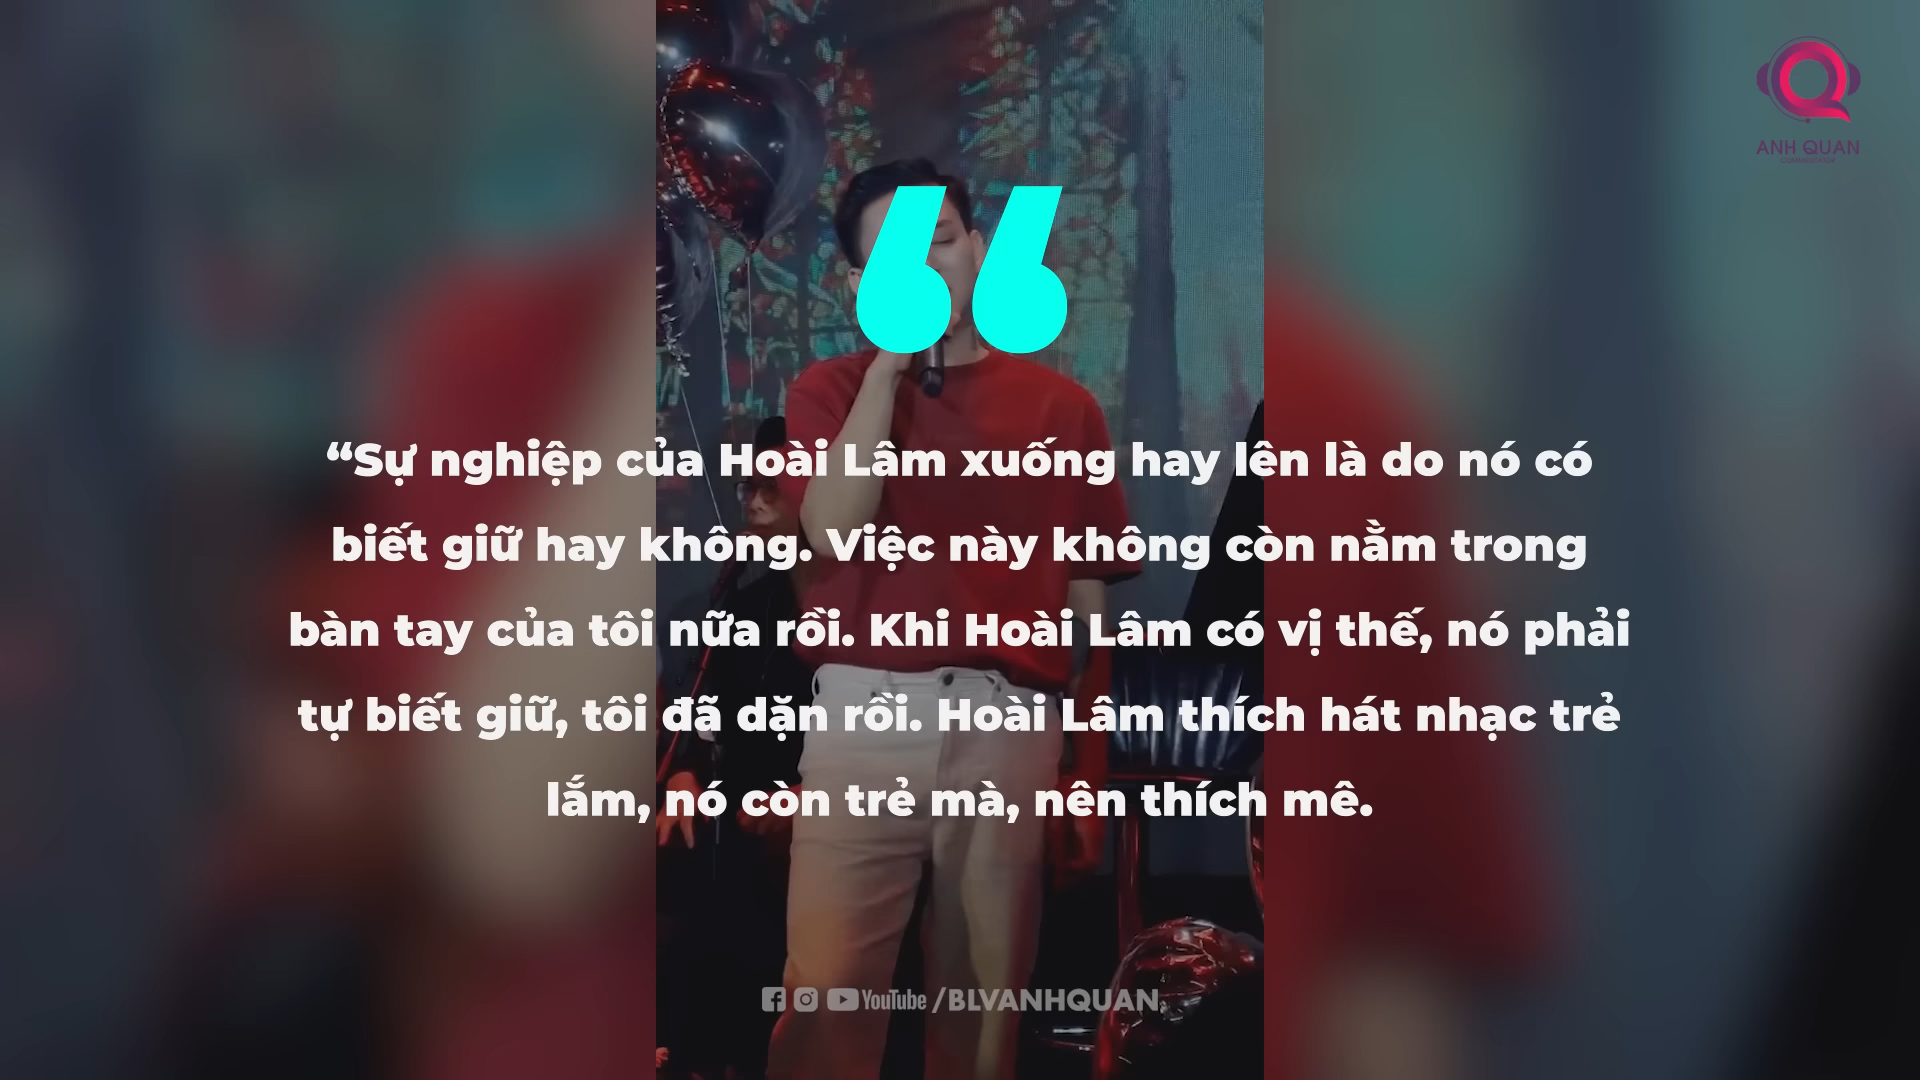 ANH QUAN
“Sự nghiệp của Hoài Lâm xuống hay lên là do nó có
biết giữ hay không. Việc này không còn nằm trong
bàn tay của tôi nữa rồi. Khi Hoài Lâm có vị thế, nó phải
tự biết giữ, tôi đã dặn rồi. Hoài Lâm thích hát nhạc trẻ
lắm, nó còn trẻ mà, nên thích mê.
YouTube /BLVANHQUAN